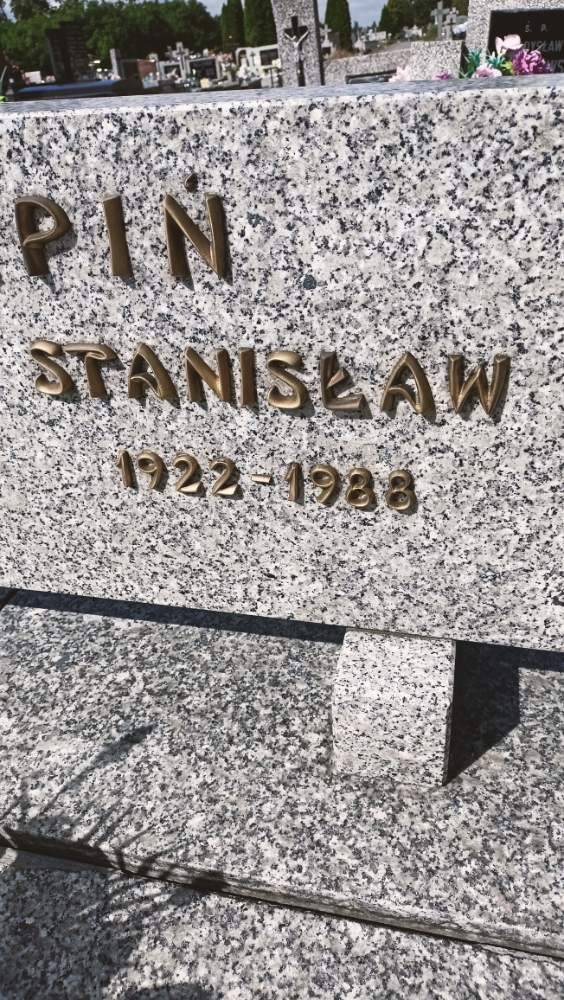 PIŃ
STANISŁAW
1922-1988
Ś. P.